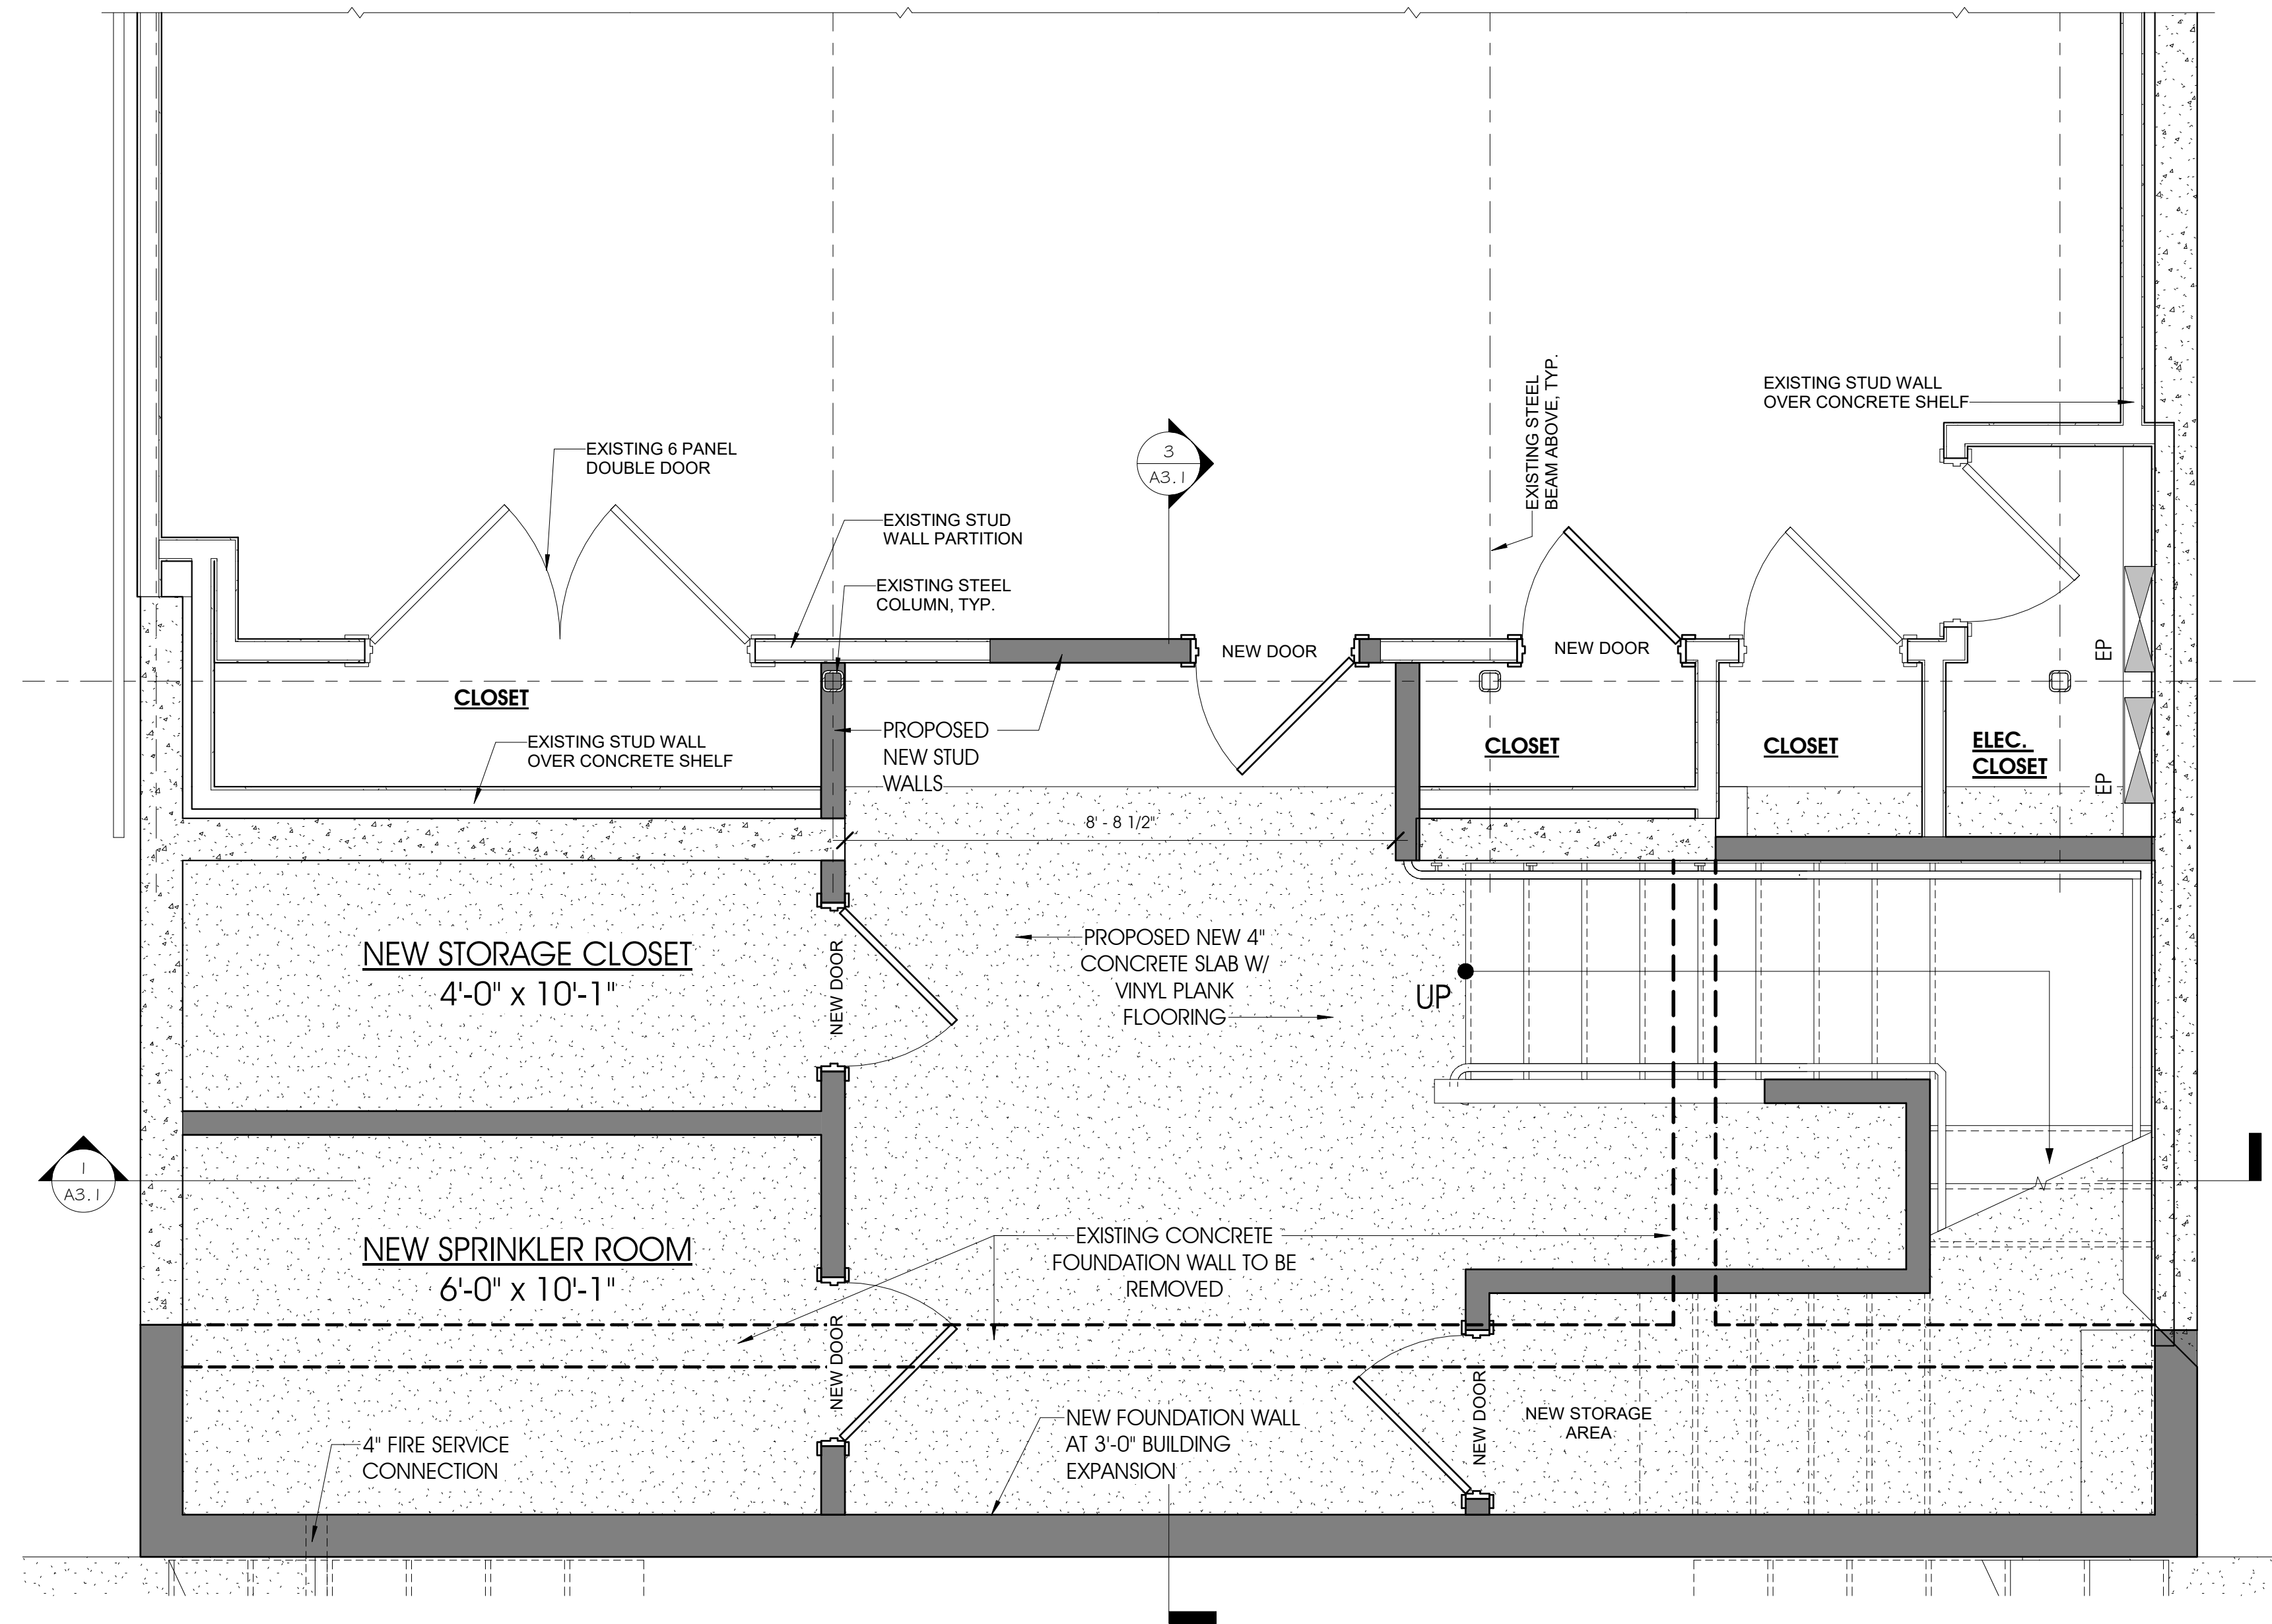 EXISTING STUD WALL
OVER CONCRETE SHELF
EXISTING STEEL
BEAM ABOVE, TYP.
EXISTING 6 PANEL
DOUBLE DOOR
3
A3.1
EXISTING STUD
WALL PARTITION
EXISTING STEEL
COLUMN, TYP.
NEW DOOR
NEW DOOR
EP
CLOSET
PROPOSED
NEW STUD
WALLS
EXISTING STUD WALL
OVER CONCRETE SHELF
CLOSET
CLOSET
ELEC.
CLOSET
EP
8' - 8 1/2"
NEW STORAGE CLOSET
4'-0" x 10'-1"
NEW DOOR
PROPOSED NEW 4"
CONCRETE SLAB W/
VINYL PLANK
FLOORING
UP
1
A3.1
NEW SPRINKLER ROOM
6'-0" x 10'-1"
EXISTING CONCRETE
FOUNDATION WALL TO BE
REMOVED
NEW DOOR
NEW DOOR
NEW STORAGE
AREA
4" FIRE SERVICE
CONNECTION
NEW FOUNDATION WALL
AT 3'-0" BUILDING
EXPANSION